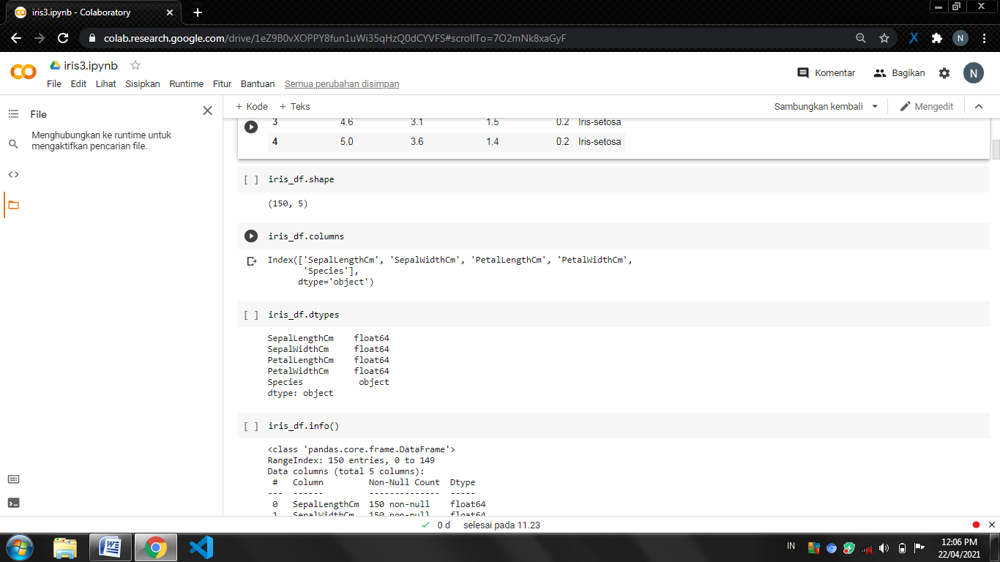 iris3.ipynb - Colaboratory
colab.research.google.com/drive/1eZ9B0vXOPPY8fun1uWi35qHzQ0dCYVFS#scrollTo=7O2mNk8xaGyF
N
iris3.ipynb
File Edit Lihat Sisipkan Runtime Fitur Bantuan Semua perubahan disimpan
Komentar Bagikan N
File
Menghubungkan ke runtime untuk
mengaktifkan pencarian file.
+ Kode + Teks
Sambungkan kembali Mengedit
3 4.6 3.1 1.5 0.2 Iris-setosa
4 5.0 3.6 1.4 0.2 Iris-setosa
[ ] iris_df.shape
(150, 5)
iris_df.columns
Index(['SepalLengthCm', 'SepalWidthCm', 'PetalLengthCm', 'PetalWidthCm',
'Species'],
dtype='object')
[ ] iris_df.dtypes
SepalLengthCm float64
SepalWidthCm float64
PetalLengthCm float64
PetalWidthCm float64
Species object
dtype: object
[ ] iris_df.info()
<class 'pandas.core.frame.DataFrame'>
RangeIndex: 150 entries, 0 to 149
Data columns (total 5 columns):
# Column Non-Null Count Dtype
--- ------ -------------- -----
0 SepalLengthCm 150 non-null float64
1 SepalWidthCm 150 non-null float64
0 d selesai pada 11.23
IN
12:06 PM
22/04/2021